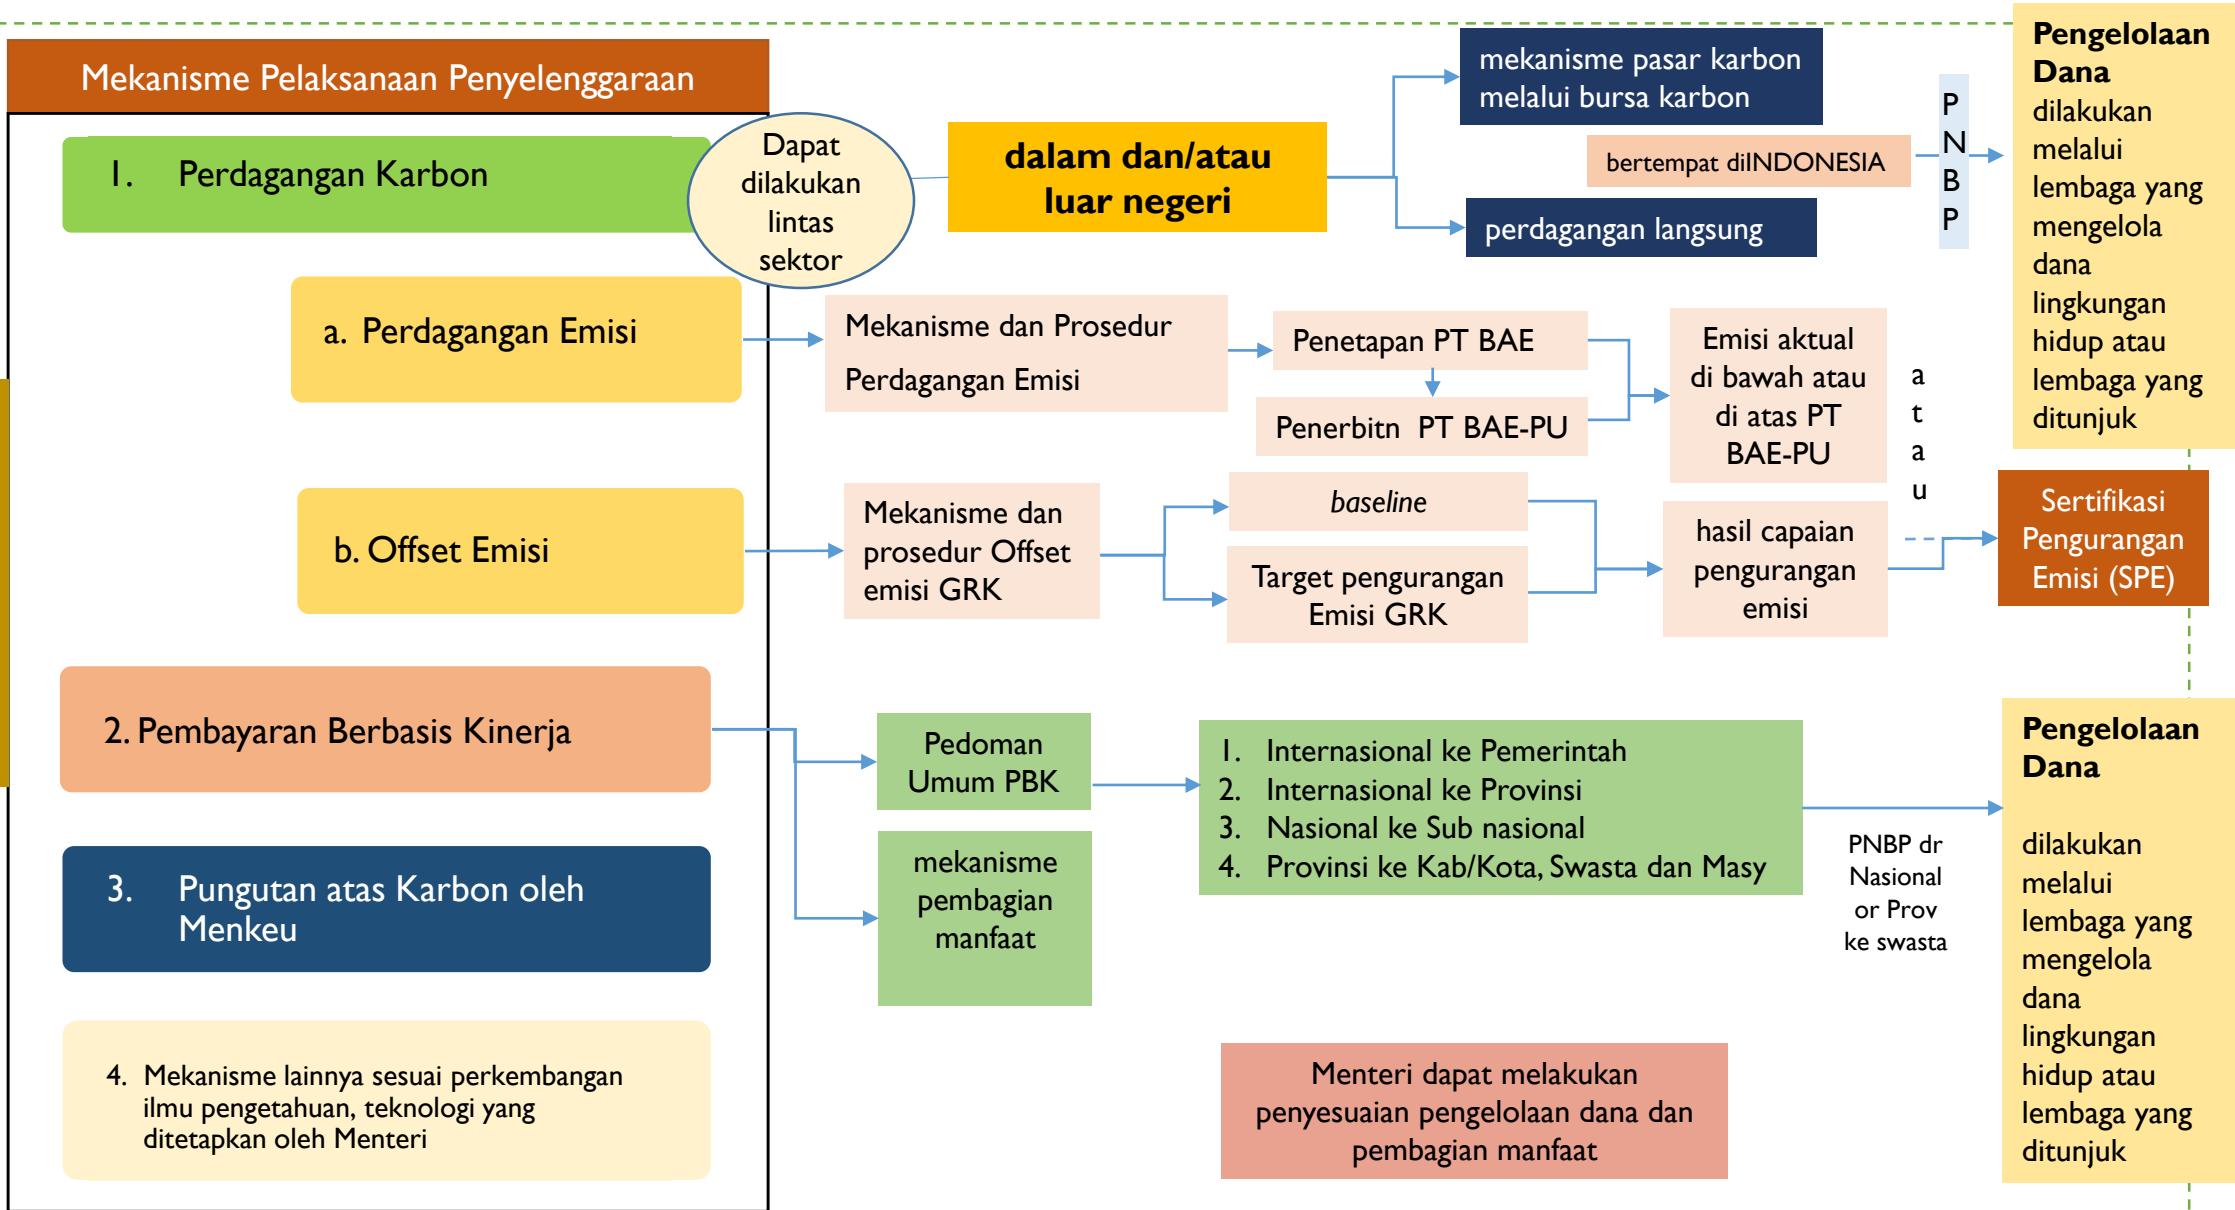 Mekanisme Pelaksanaan Penyelenggaraan
1. Perdagangan Karbon
Dapat
dilakukan
lintas
sektor
dalam dan/atau
luar negeri
mekanisme pasar karbon
melalui bursa karbon
bertempat diINDONESIA
perdagangan langsung
P
N
B
P
Pengelolaan
Dana
dilakukan
melalui
lembaga yang
mengelola
dana
lingkungan
hidup atau
lembaga yang
ditunjuk
a. Perdagangan Emisi
Mekanisme dan Prosedur
Perdagangan Emisi
Penetapan PT BAE
Penerbitn PT BAE-PU
Emisi aktual
di bawah atau
di atas PT
BAE-PU
a
t
a
u
b. Offset Emisi
Mekanisme dan
prosedur Offset
emisi GRK
baseline
Target pengurangan
Emisi GRK
hasil capaian
pengurangan
emisi
Sertifikasi
Pengurangan
Emisi (SPE)
2. Pembayaran Berbasis Kinerja
Pedoman
Umum PBK
mekanisme
pembagian
manfaat
1. Internasional ke Pemerintah
2. Internasional ke Provinsi
3. Nasional ke Sub nasional
4. Provinsi ke Kab/Kota, Swasta dan Masy
PNBP dr
Nasional
or Prov
ke swasta
Pengelolaan
Dana
dilakukan
melalui
lembaga yang
mengelola
dana
lingkungan
hidup atau
lembaga yang
ditunjuk
3. Pungutan atas Karbon oleh
Menkeu
4. Mekanisme lainnya sesuai perkembangan
ilmu pengetahuan, teknologi yang
ditetapkan oleh Menteri
Menteri dapat melakukan
penyesuaian pengelolaan dana dan
pembagian manfaat